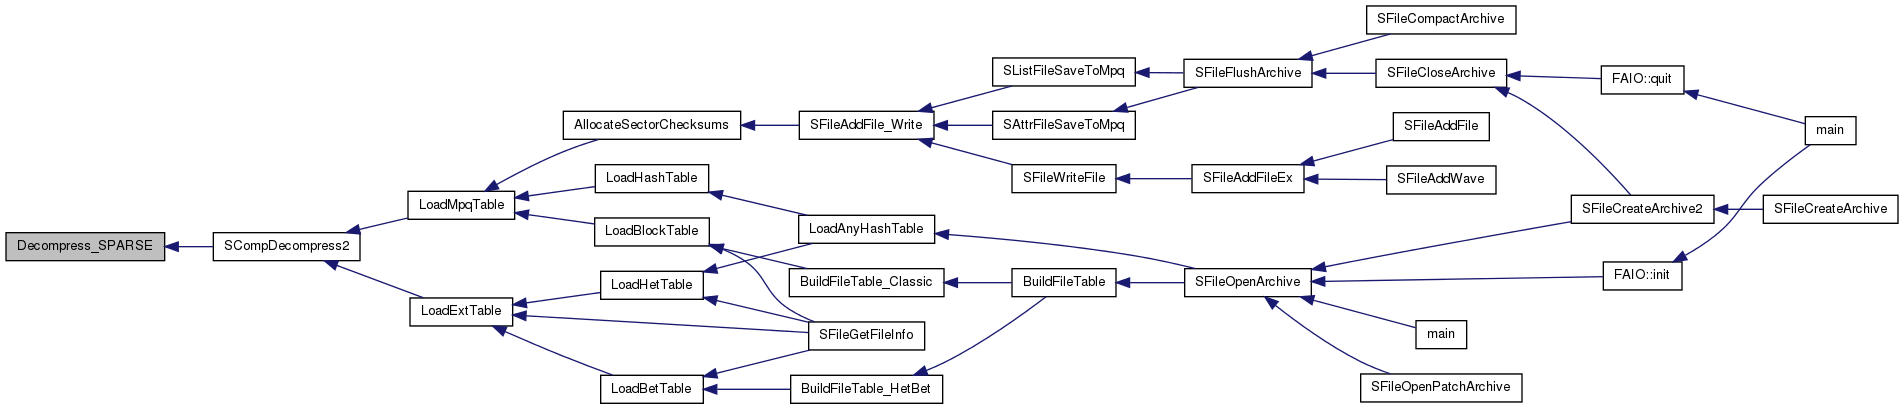 SFileCompactArchive
SListFileSaveToMpq
SFileFlushArchive
SFileCloseArchive
FAIO::quit
AllocateSectorChecksums
SFileAddFile_Write
SAttrFileSaveToMpq
SFileAddFile
main
LoadHashTable
SFileWriteFile
SFileAddFileEx
SFileAddWave
LoadMpqTable
SFileCreateArchive2
SFileCreateArchive
LoadBlockTable
LoadAnyHashTable
Decompress_SPARSE
SCompDecompress2
LoadHetTable
BuildFileTable_Classic
BuildFileTable
SFileOpenArchive
FAIO::init
LoadExtTable
SFileGetFileInfo
main
LoadBetTable
BuildFileTable_HetBet
SFileOpenPatchArchive